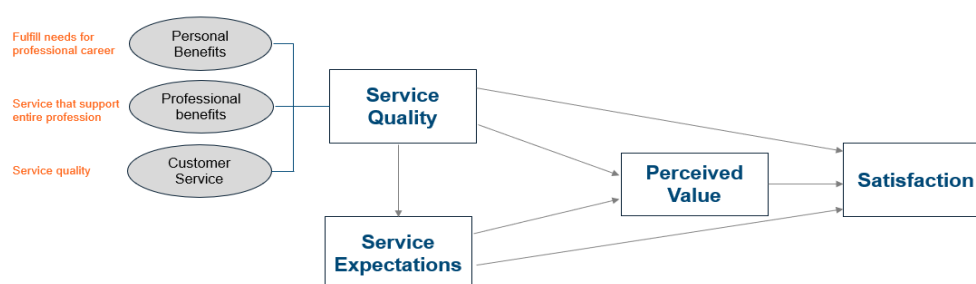 Fulfill needs for
professional career
Personal
Benefits
Service that support
entire profession
Professional
benefits
Service quality
Customer
Service
Service
Quality
Service
Expectations
Perceived
Value
Satisfaction